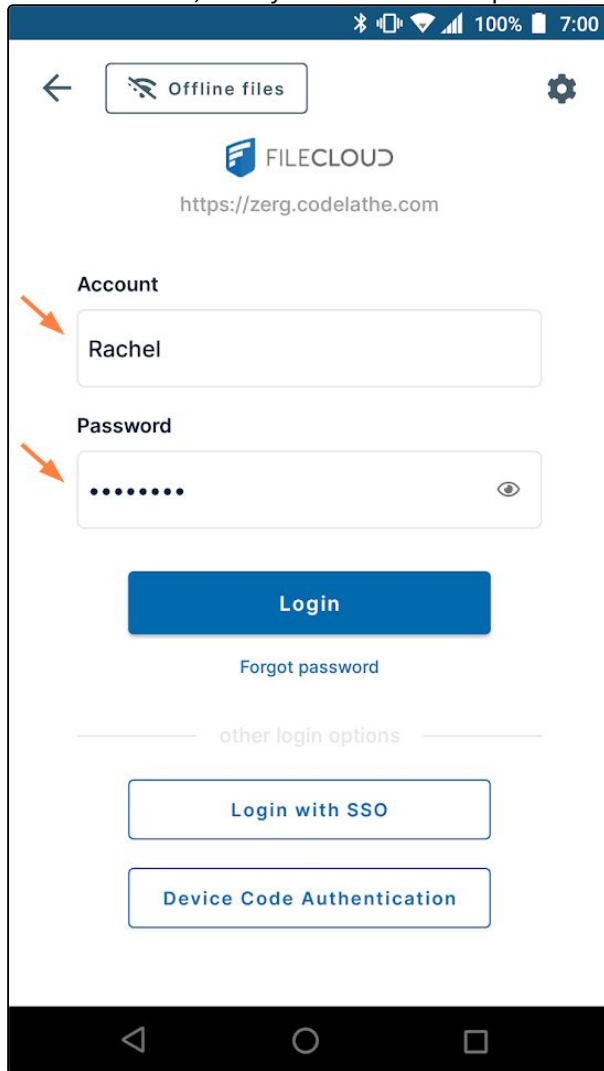 100% 7:00
Offline files
FILECLOUD
https://zerg.codelathe.com
Account
Rachel
Password
••••••••
Login
Forgot password
other login options
Login with SSO
Device Code Authentication